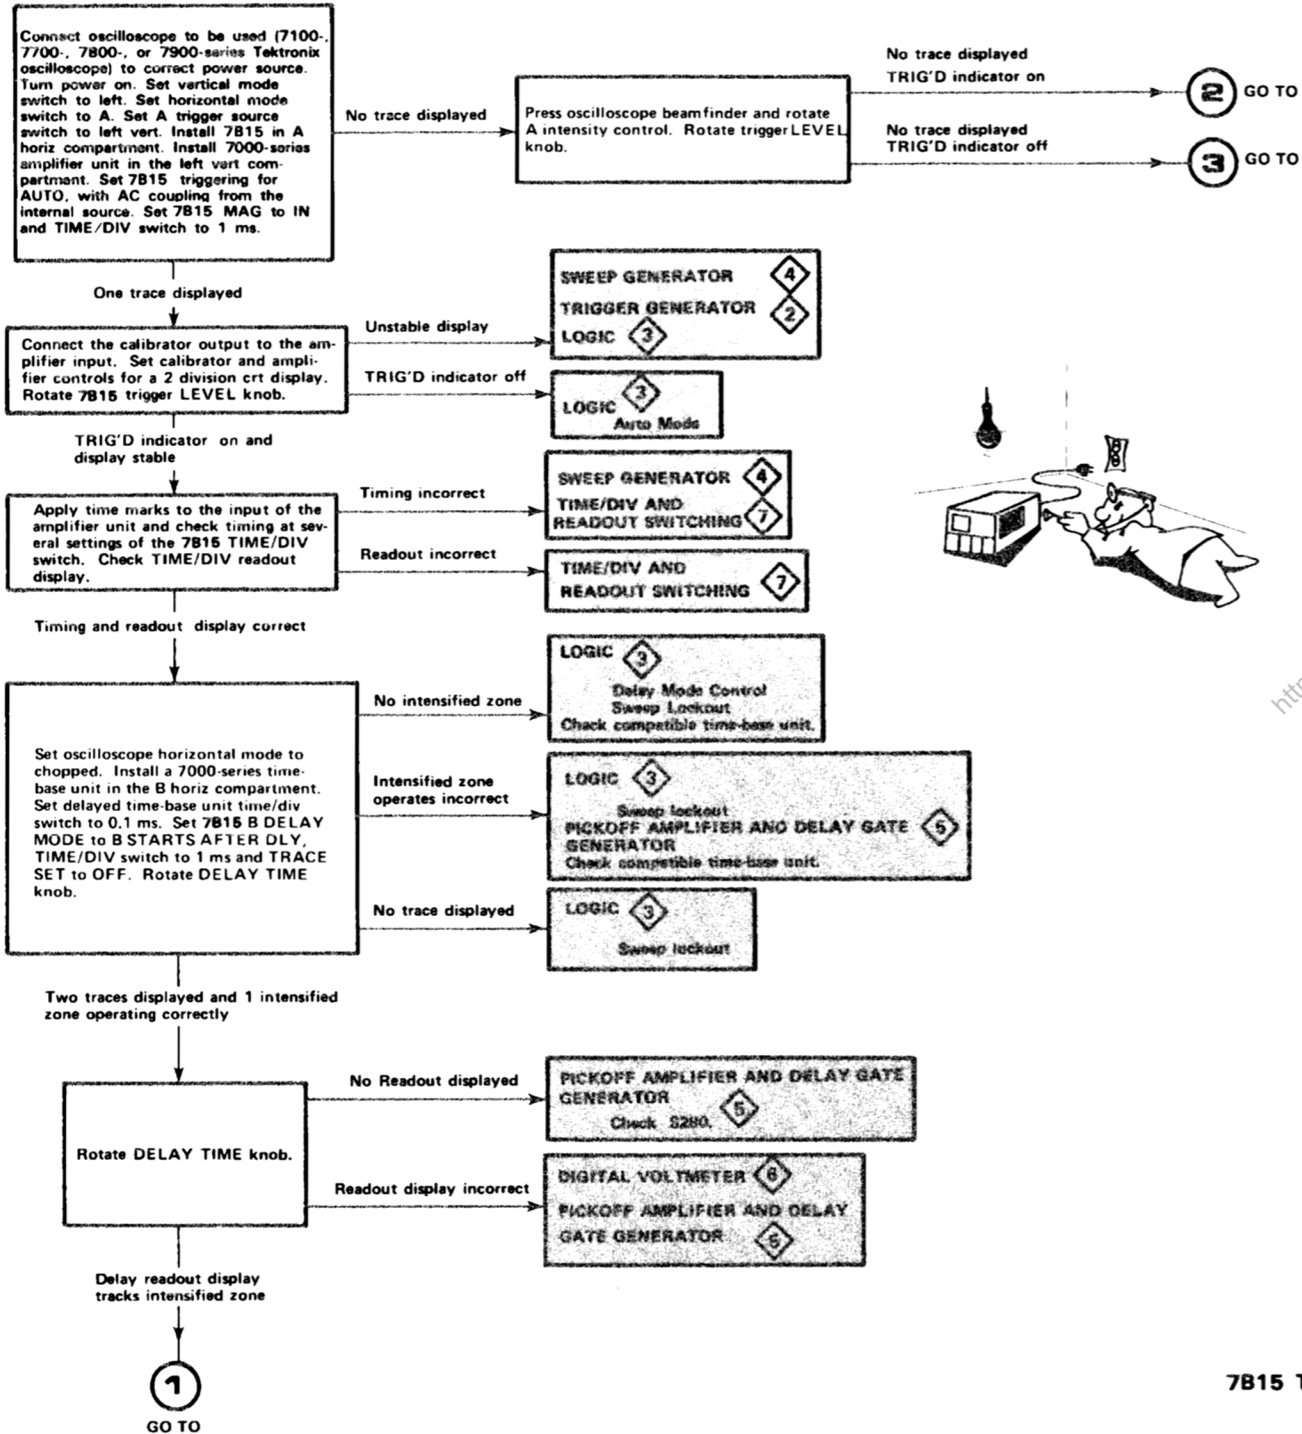 Connect oscilloscope to be used (7100-,
7700-, 7800-, or 7900-series Tektronix
oscilloscope) to correct power source.
Turn power on. Set vertical mode
switch to left. Set horizontal mode
switch to A. Set A trigger source
switch to left vert. Install 7B15 in A
horiz compartment. Install 7000-series
amplifier unit in the left vert com-
partment. Set 7B15 triggering for
AUTO, with AC coupling from the
internal source. Set 7B15 MAG to IN
and TIME/DIV switch to 1 ms.
No trace displayed
Press oscilloscope beamfinder and rotate
A intensity control. Rotate trigger LEVEL
knob.
No trace displayed
TRIG'D indicator on
2 GO TO
No trace displayed
TRIG'D indicator off
3 GO TO
One trace displayed
Connect the calibrator output to the am-
plifier input. Set calibrator and ampli-
fier controls for a 2 division crt display.
Rotate 7B15 trigger LEVEL knob.
Unstable display
SWEEP GENERATOR 4
TRIGGER GENERATOR 2
LOGIC 3
TRIG'D indicator off
LOGIC 3
Auto Mode
TRIG'D indicator on and
display stable
Apply time marks to the input of the
amplifier unit and check timing at sev-
eral settings of the 7B15 TIME/DIV
switch. Check TIME/DIV readout
display.
Timing incorrect
SWEEP GENERATOR 4
TIME/DIV AND
READOUT SWITCHING 7
Readout incorrect
TIME/DIV AND
READOUT SWITCHING 7
Timing and readout display correct
Set oscilloscope horizontal mode to
chopped. Install a 7000-series time-
base unit in the B horiz compartment.
Set delayed time-base unit time/div
switch to 0.1 ms. Set 7B15 B DELAY
MODE to B STARTS AFTER DLY,
TIME/DIV switch to 1 ms and TRACE
SET to OFF. Rotate DELAY TIME
knob.
No intensified zone
LOGIC 3
Delay Mode Control
Sweep Lockout
Check compatible time-base unit.
Intensified zone
operates incorrect
LOGIC 3
Sweep lockout
PICKOFF AMPLIFIER AND DELAY GATE 5
GENERATOR
Check compatible time-base unit.
No trace displayed
LOGIC 3
Sweep lockout
Two traces displayed and 1 intensified
zone operating correctly
Rotate DELAY TIME knob.
No Readout displayed
PICKOFF AMPLIFIER AND DELAY GATE
GENERATOR 5
Check S280.
Readout display incorrect
DIGITAL VOLTMETER 6
PICKOFF AMPLIFIER AND DELAY
GATE GENERATOR 5
Delay readout display
tracks intensified zone
1
GO TO
7B15 T
http